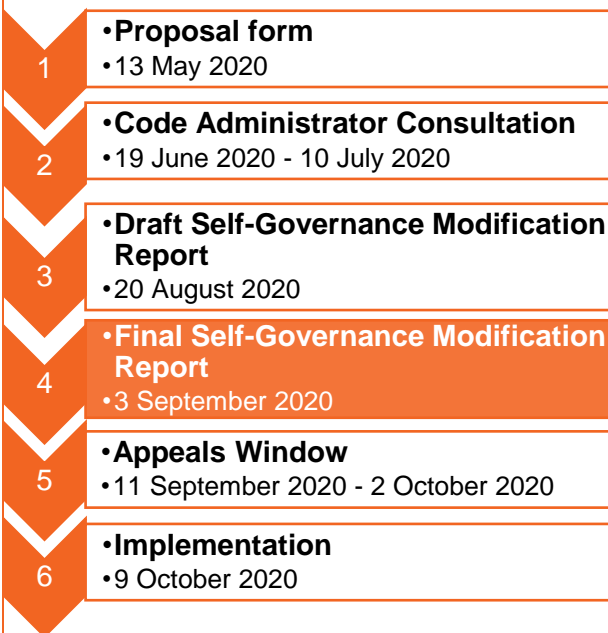 1
•Proposal form
•13 May 2020
2
•Code Administrator Consultation
•19 June 2020 - 10 July 2020
3
•Draft Self-Governance Modification
Report
•20 August 2020
4
•Final Self-Governance Modification
Report
•3 September 2020
5
•Appeals Window
•11 September 2020 - 2 October 2020
6
•Implementation
•9 October 2020